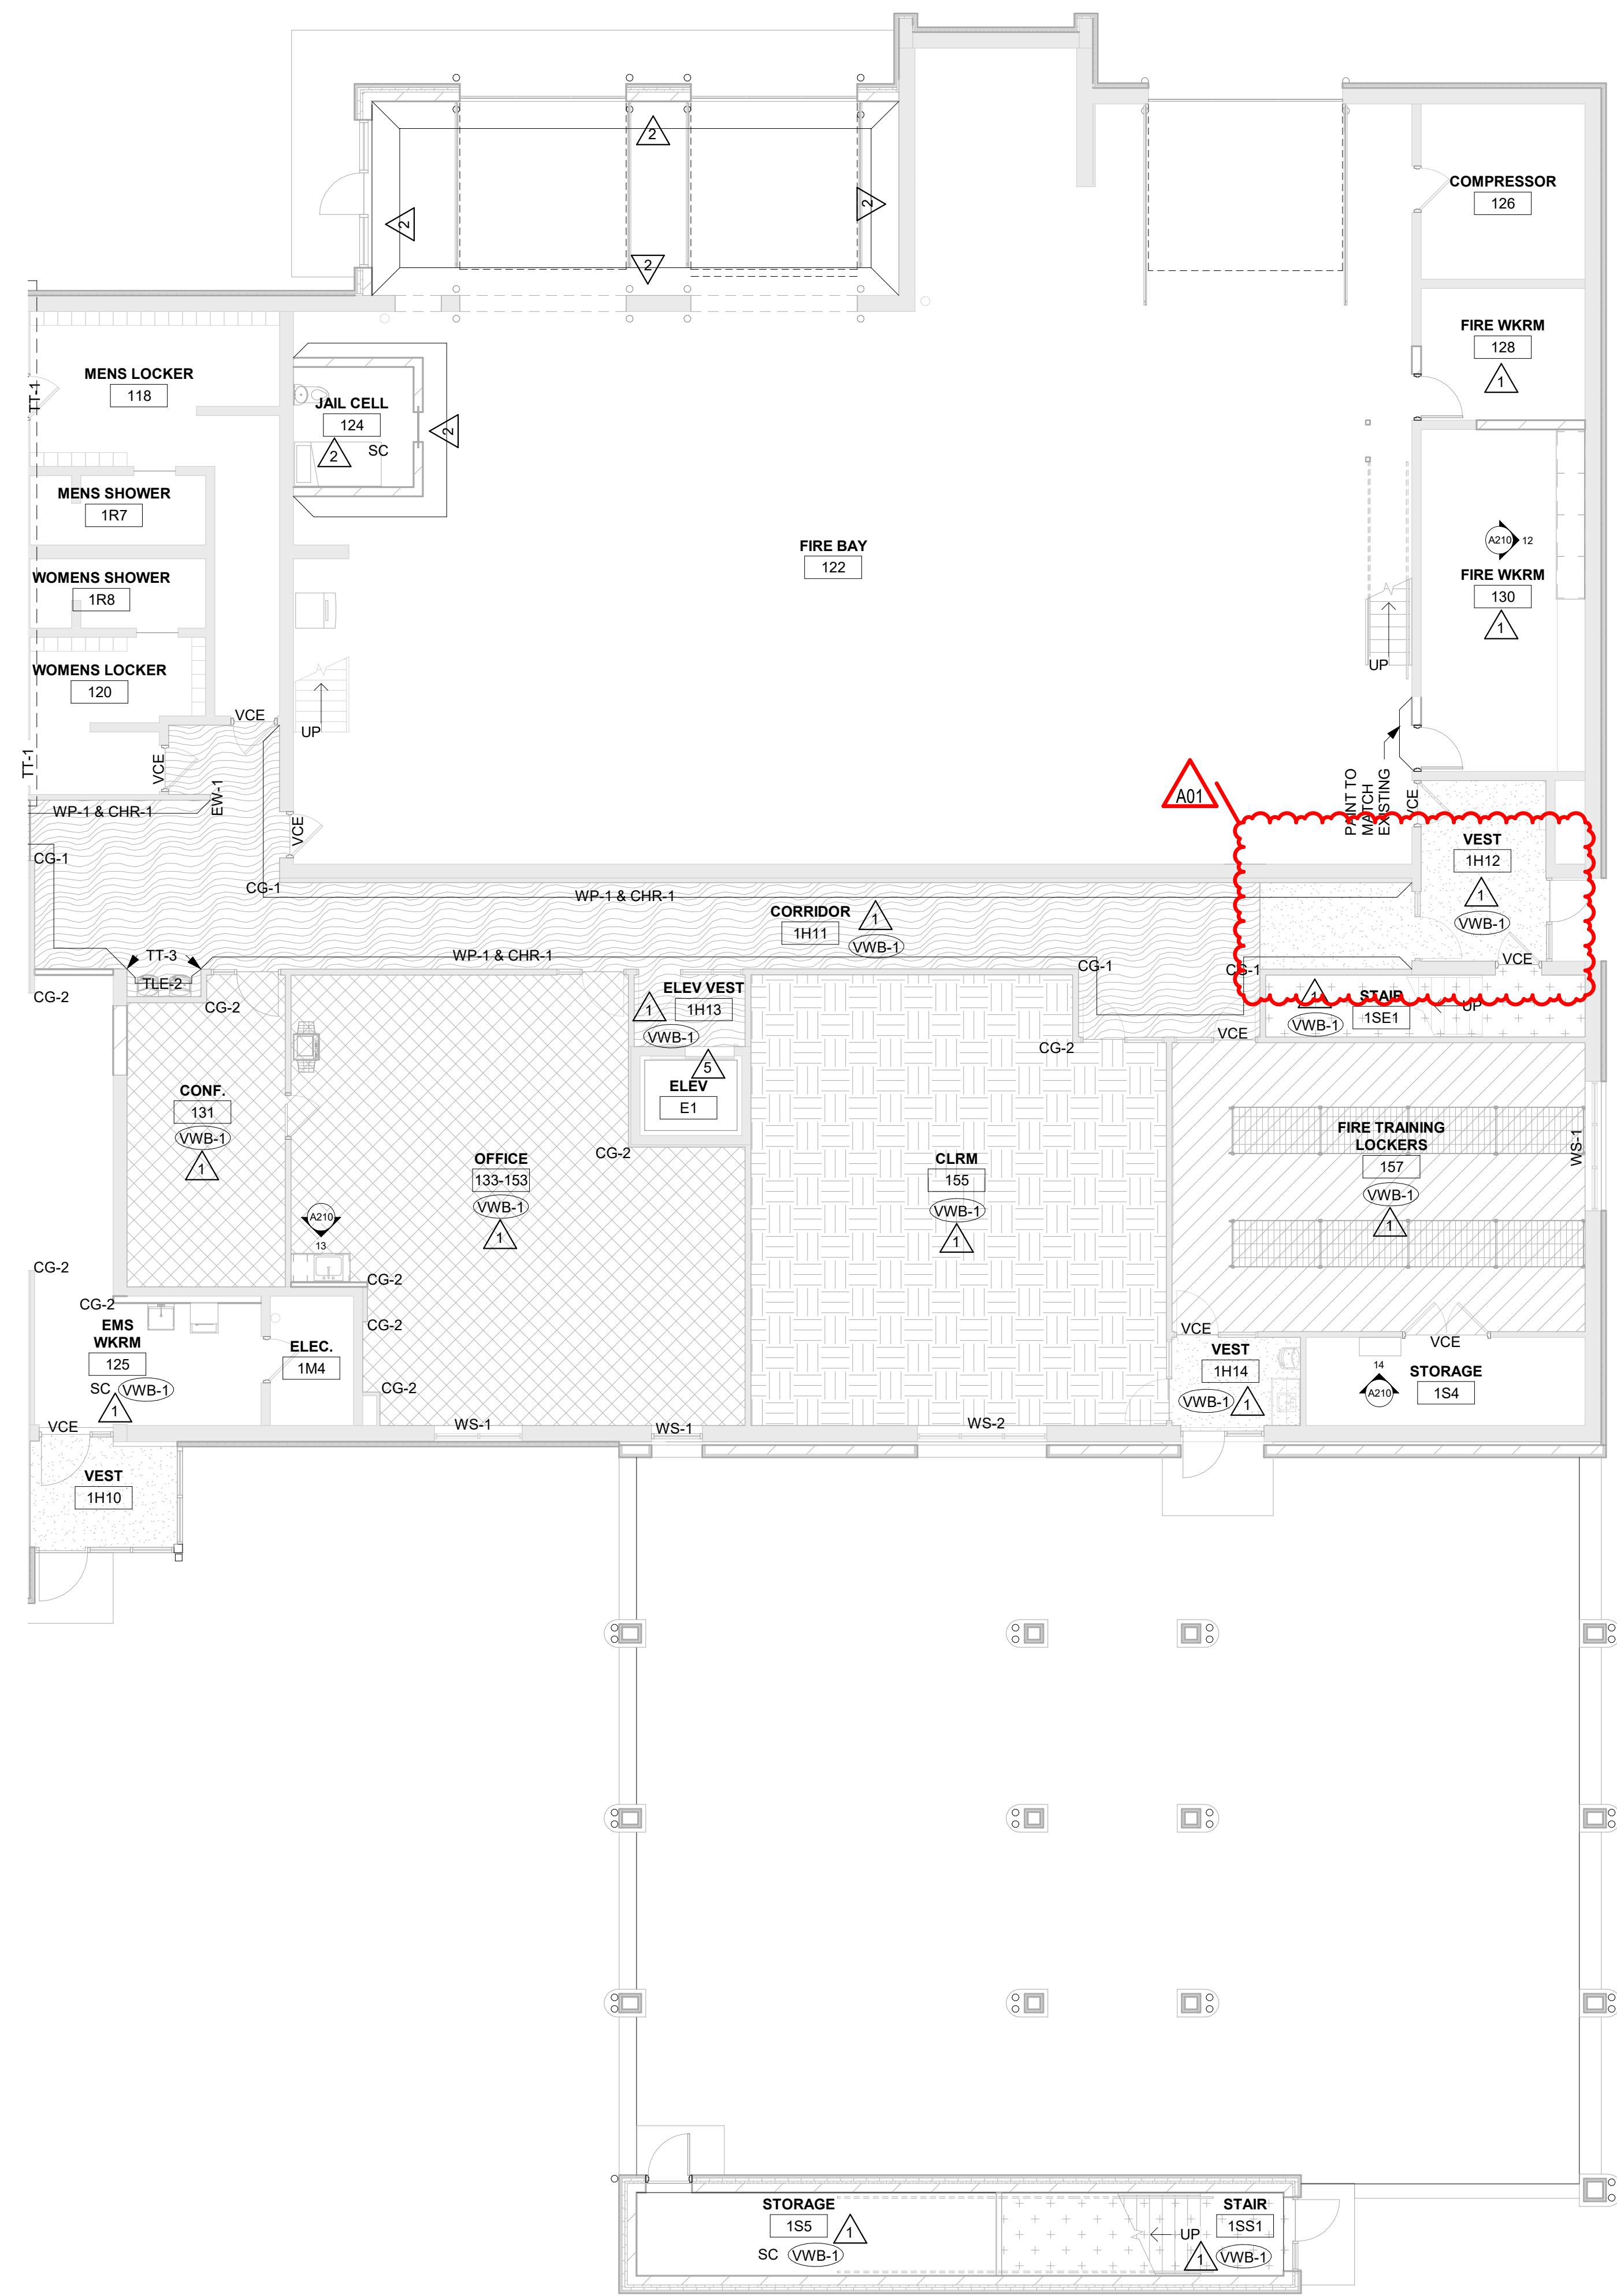 2
2
2
2
COMPRESSOR
126
FIRE WKRM
128
1
TT-1
MENS LOCKER
118
JAIL CELL
124
2
SC
2
MENS SHOWER
1R7
WOMENS SHOWER
1R8
WOMENS LOCKER
120
FIRE BAY
122
A210
12
FIRE WKRM
130
1
UP
UP
VCE
VCE
TT-1
EW-1
WP-1 & CHR-1
VCE
A01
PAINT TO
MATCH
EXISTING
VCE
VEST
1H12
1
VWB-1
VCE
CG-1
CG-1
WP-1 & CHR-1
CORRIDOR
1H11
1
VWB-1
WP-1 & CHR-1
TT-3
TLE-2
CG-2
CG-2
CG-1
CG-1
ELEV VEST
1H13
1
VWB-1
5
ELEV
E1
CG-2
CG-2
VCE
1
VWB-1
STAIR
1SE1
UP
CONF.
131
VWB-1
1
OFFICE
133-153
VWB-1
1
A210
13
CLRM
155
VWB-1
1
FIRE TRAINING
LOCKERS
157
VWB-1
1
WS-1
CG-2
CG-2
CG-2
CG-2
CG-2
EMS
WKRM
125
SC
VWB-1
1
ELEC.
1M4
VCE
WS-1
WS-1
WS-2
VCE
VEST
1H14
VWB-1
1
VCE
14
A210
STORAGE
1S4
VEST
1H10
STORAGE
1S5
1
SC
VWB-1
UP
STAIR
1SS1
1
VWB-1